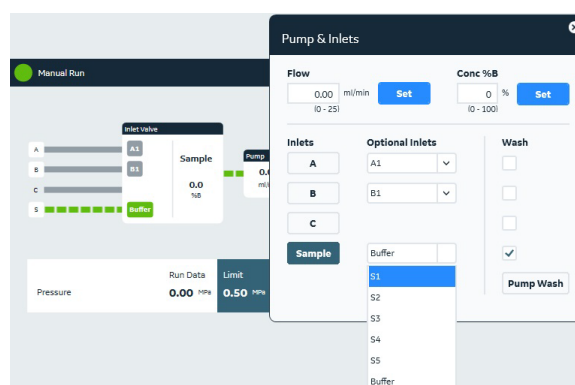 Manual Run
Inlet Valve
A
A1
B
B1
C
S
Buffer
Sample
0.0
%B
Pump
0.0
Run Data
Limit
Pressure
0.00 MPa
0.50 MPa
Pump & Inlets
Flow
Conc %B
0.00 ml/min Set
0 % Set
(0 - 25)
(0 - 100)
Inlets
Optional Inlets
Wash
A
A1
B
B1
C
Sample
Buffer
S1
S2
S3
S4
S5
Buffer
Pump Wash